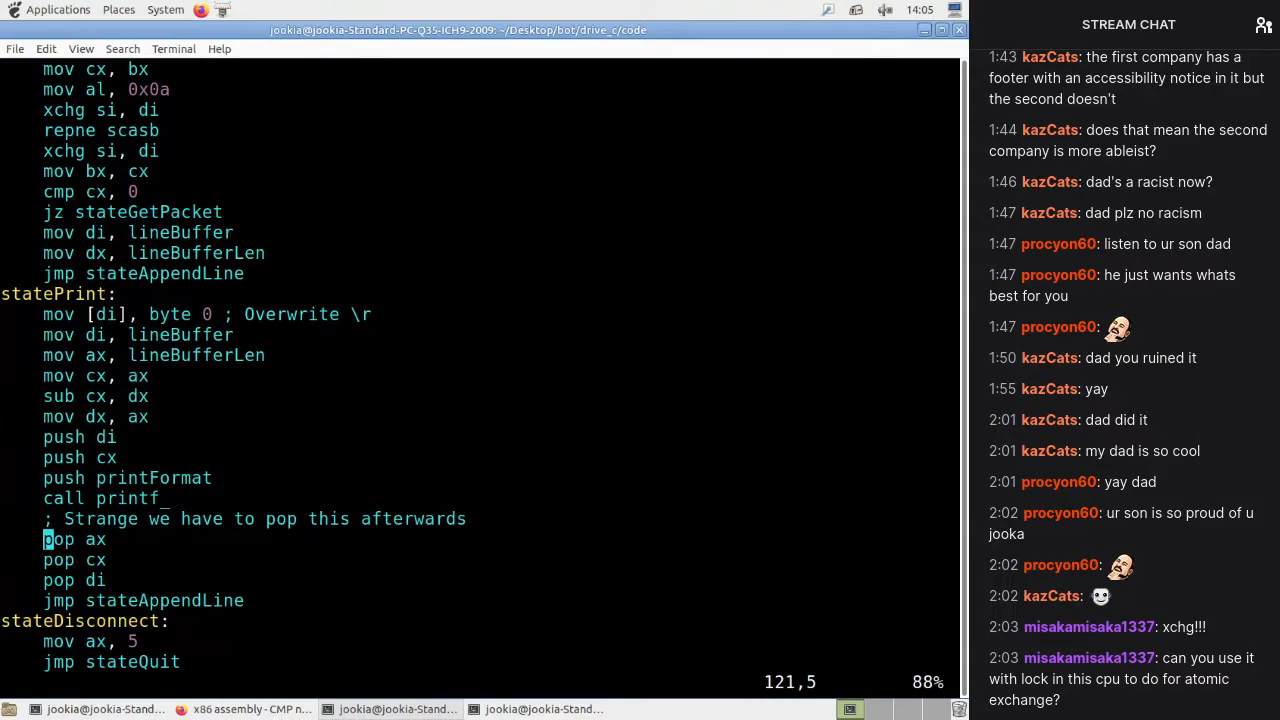 Applications Places System 14:05
jookia@jookia-Standard-PC-Q35-ICH9-2009: ~/Desktop/bot/drive_c/code
File Edit View Search Terminal Help
mov cx, bx
mov al, 0x0a
xchg si, di
repne scasb
xchg si, di
mov bx, cx
cmp cx, 0
jz stateGetPacket
mov di, lineBuffer
mov dx, lineBufferLen
jmp stateAppendLine
statePrint:
mov [di], byte 0 ; Overwrite \r
mov di, lineBuffer
mov ax, lineBufferLen
mov cx, ax
sub cx, dx
mov dx, ax
push di
push cx
push printFormat
call printf_
; Strange we have to pop this afterwards
pop ax
pop cx
pop di
jmp stateAppendLine
stateDisconnect:
mov ax, 5
jmp stateQuit
121,5 88%
jookia@jookia-Stand... x86 assembly - CMP n... jookia@jookia-Stand... jookia@jookia-Stand...
STREAM CHAT
1:43 kazCats: the first company has a
footer with an accessibility notice in it but
the second doesn't
1:44 kazCats: does that mean the second
company is more ableist?
1:46 kazCats: dad's a racist now?
1:47 kazCats: dad plz no racism
1:47 procyon60: listen to ur son dad
1:47 procyon60: he just wants whats
best for you
1:47 procyon60:
1:50 kazCats: dad you ruined it
1:55 kazCats: yay
2:01 kazCats: dad did it
2:01 kazCats: my dad is so cool
2:01 procyon60: yay dad
2:02 procyon60: ur son is so proud of u
jooka
2:02 procyon60:
2:02 kazCats:
2:03 misakamisaka1337: xchg!!!
2:03 misakamisaka1337: can you use it
with lock in this cpu to do for atomic
exchange?